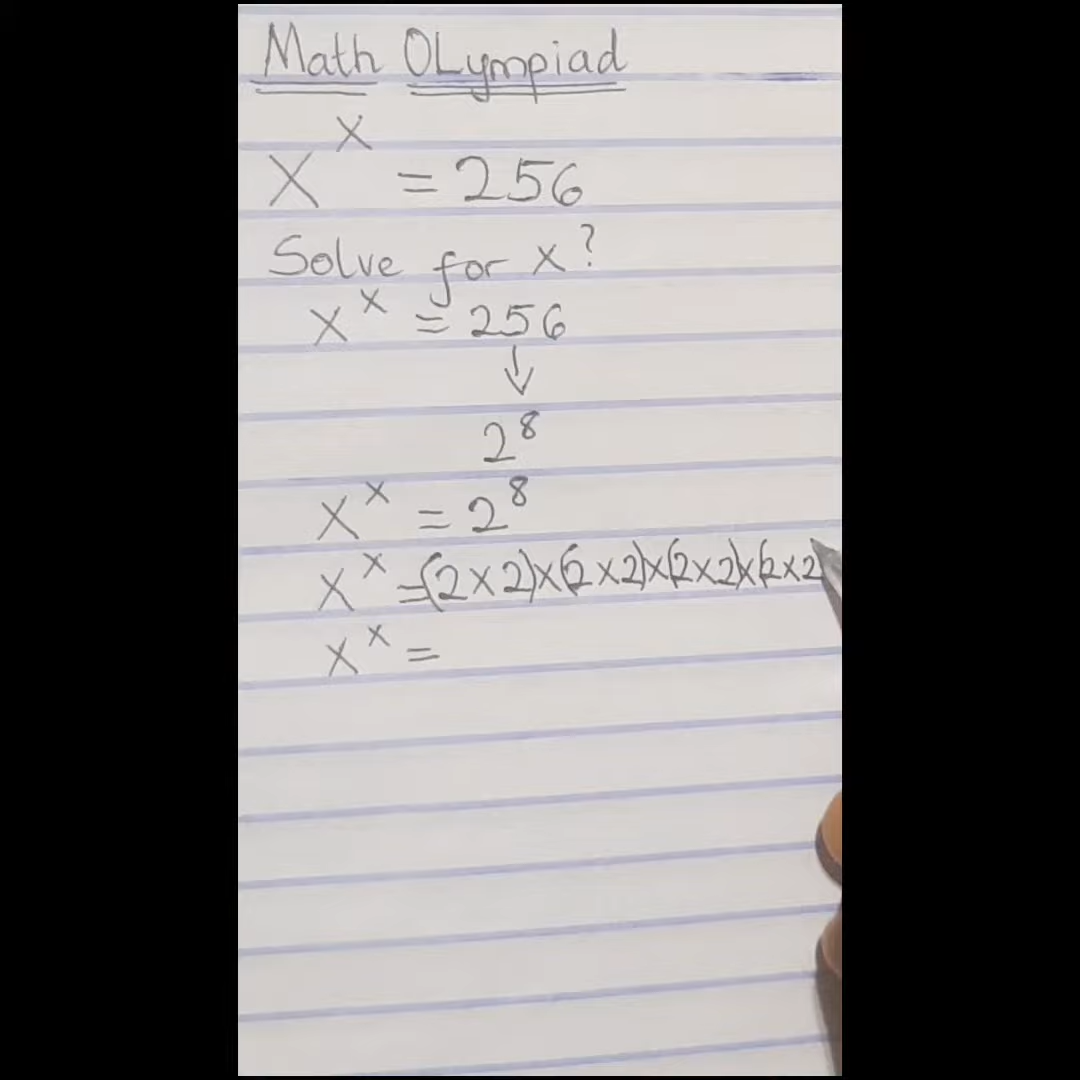 Math OLympiad
x^x = 256
Solve for x?
x^x = 256
↓
2^8
x^x = 2^8
x^x = (2×2)×(2×2)×(2×2)×(2×2)
x^x =